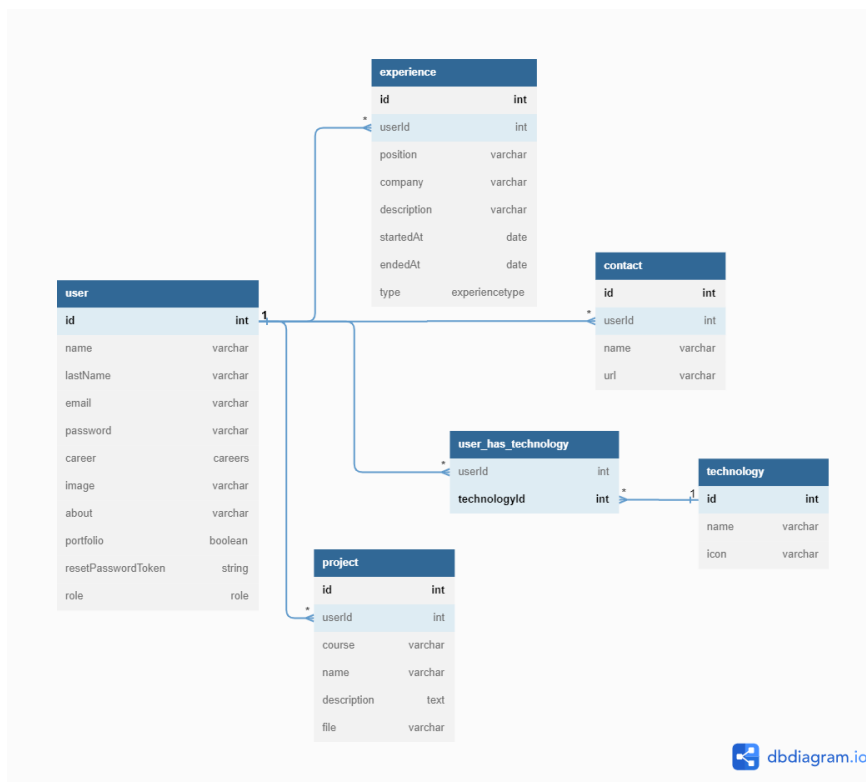 experience
id int
* userId int
position varchar
company varchar
description varchar
startedAt date
endedAt date
type experiencetype
contact
id int
* userId int
name varchar
url varchar
user
id int 1
name varchar
lastName varchar
email varchar
password varchar
career careers
image varchar
about varchar
portfolio boolean
resetPasswordToken string
role role
user_has_technology
* userId int
technologyId int *
technology
1 id int
name varchar
icon varchar
project
id int
* userId int
course varchar
name varchar
description text
file varchar
dbdiagram.io